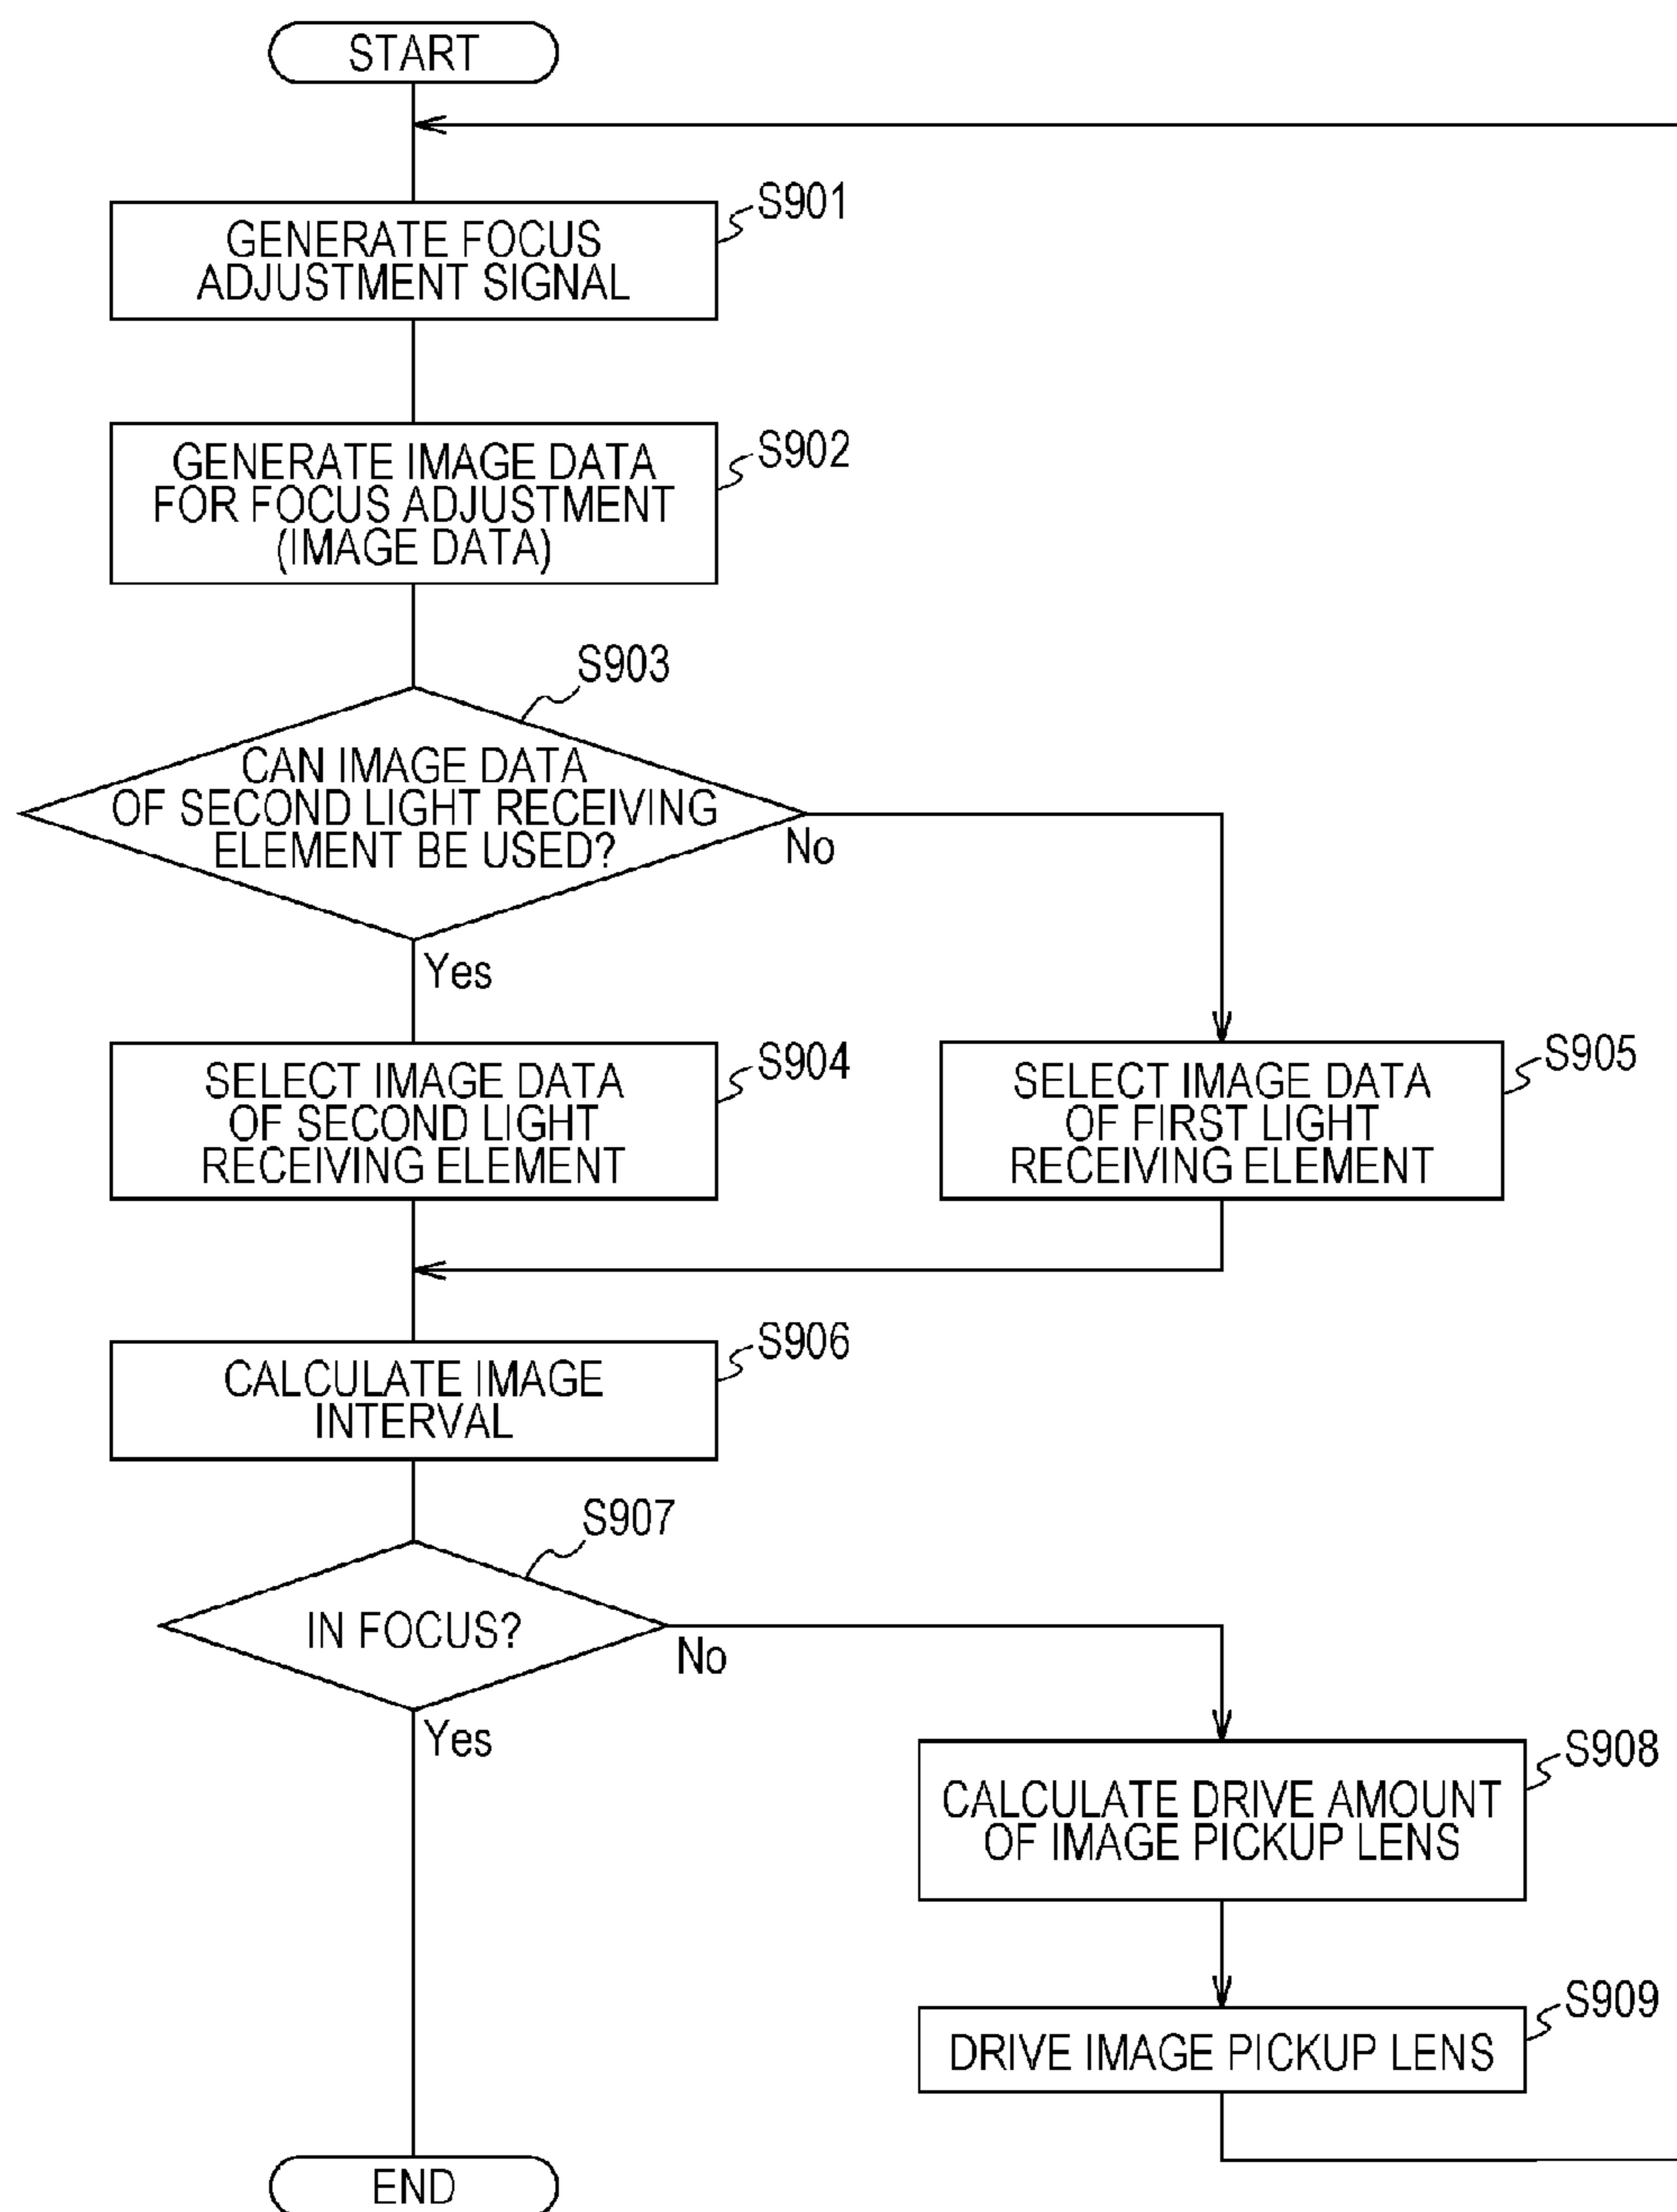 START
S901
GENERATE FOCUS
ADJUSTMENT SIGNAL
S902
GENERATE IMAGE DATA
FOR FOCUS ADJUSTMENT
(IMAGE DATA)
S903
CAN IMAGE DATA
OF SECOND LIGHT RECEIVING
ELEMENT BE USED?
No
Yes
S904
SELECT IMAGE DATA
OF SECOND LIGHT
RECEIVING ELEMENT
S905
SELECT IMAGE DATA
OF FIRST LIGHT
RECEIVING ELEMENT
S906
CALCULATE IMAGE
INTERVAL
S907
IN FOCUS?
No
Yes
S908
CALCULATE DRIVE AMOUNT
OF IMAGE PICKUP LENS
S909
DRIVE IMAGE PICKUP LENS
END